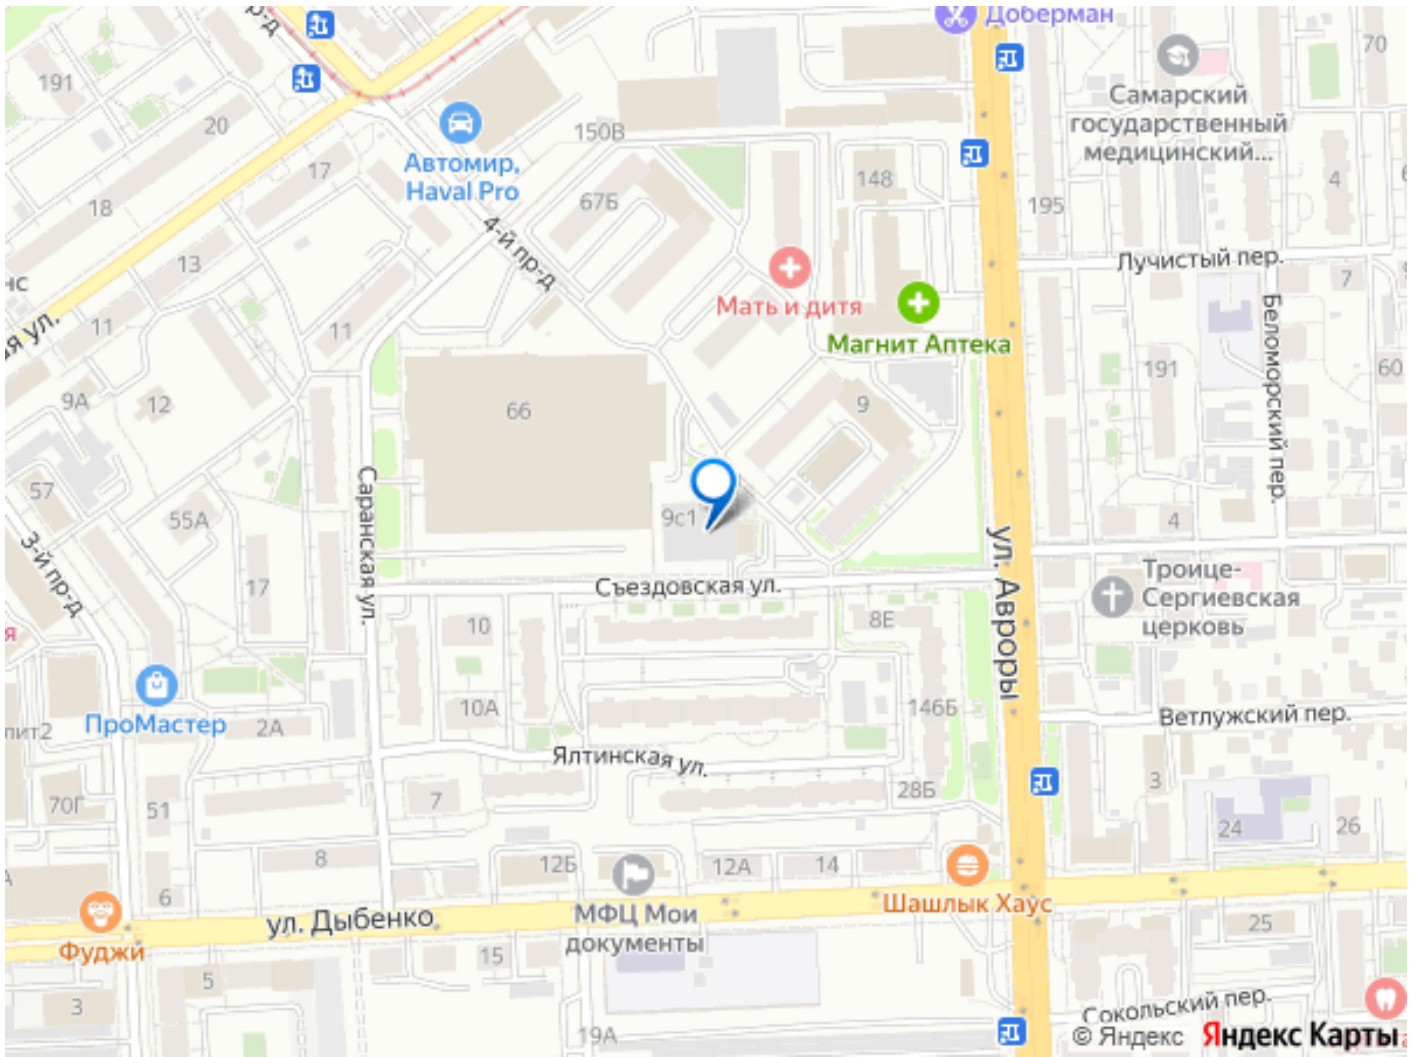 р-д
Доберман
191
20
70
Самарский
государственный
медицинский...
150В
Автомир,
Haval Pro
17
148
4
67Б
195
18
4-й пр-д
Лучистый пер.
13
7
нс
Мать и дитя
11
11
Магнит Аптека
ая ул.
Беломорский пер.
191
60
9А
12
66
9
57
Саранская ул.
55А
9с1
4
3-й пр-д
17
Съездовская ул.
ул. Авроры
Троице-
Сергиевская
церковь
10
8Е
я
ПроМастер
2А
10А
146Б
Ветлужский пер.
пит2
Ялтинская ул.
3
70Г
51
7
28Б
24
26
8
12Б
12А
14
6
Шашлык Хаус
ул. Дыбенко
МФЦ Мои
документы
25
Фуджи
15
5
3
Сокольский пер.
19А
© Яндекс Яндекс Карты